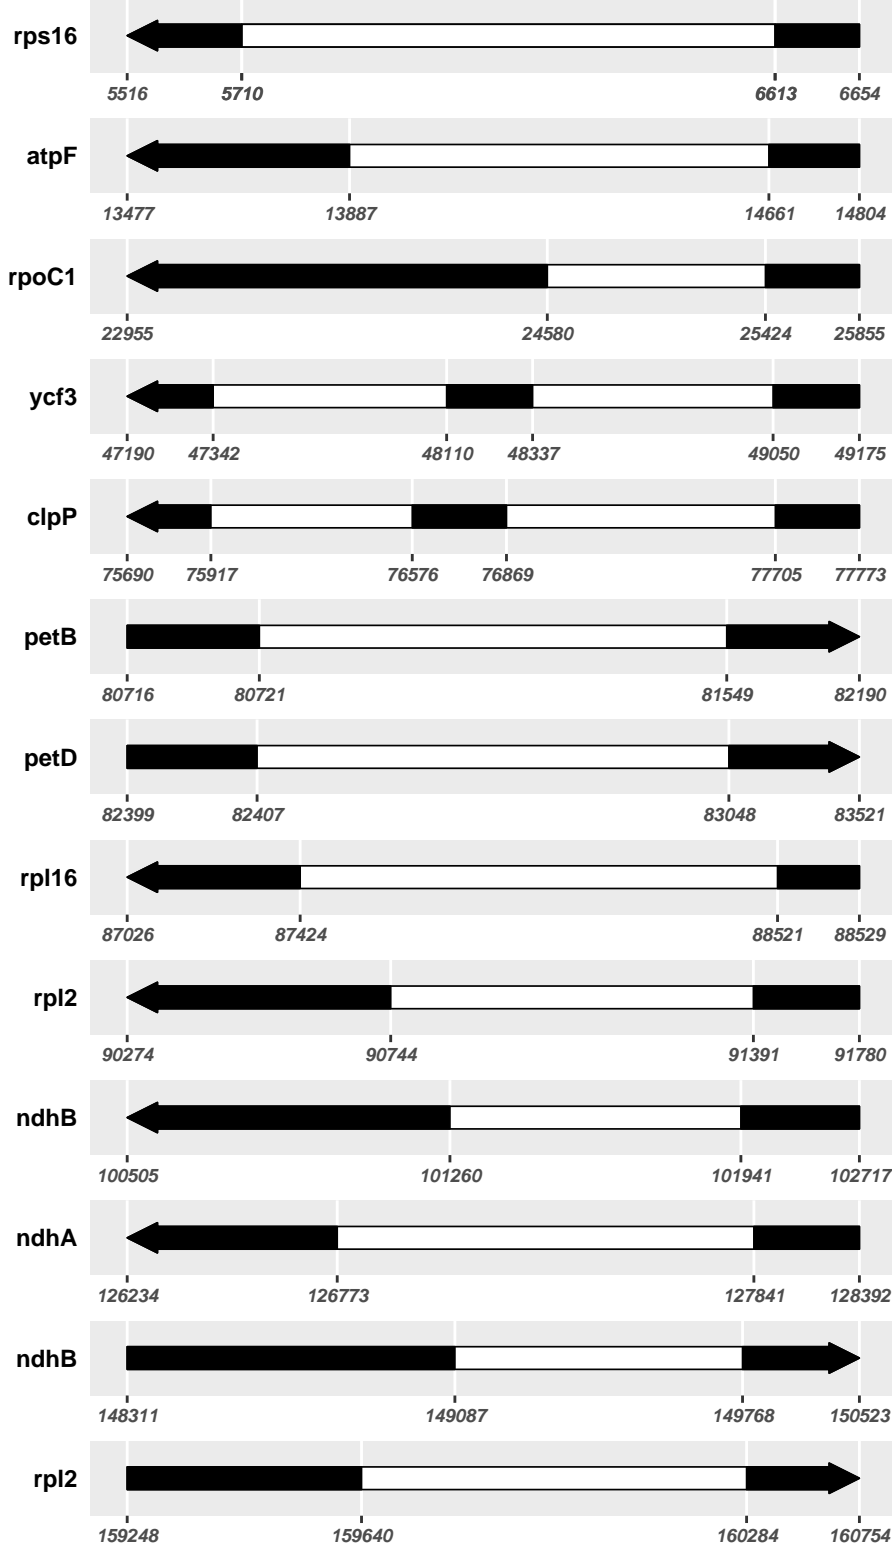 rps16
5516 5710 6613 6654
atpF
13477 13887 14661 14804
rpoC1
22955 24580 25424 25855
ycf3
47190 47342 48110 48337 49050 49175
clpP
75690 75917 76576 76869 77705 77773
petB
80716 80721 81549 82190
petD
82399 82407 83048 83521
rpl16
87026 87424 88521 88529
rpl2
90274 90744 91391 91780
ndhB
100505 101260 101941 102717
ndhA
126234 126773 127841 128392
ndhB
148311 149087 149768 150523
rpl2
159248 159640 160284 160754